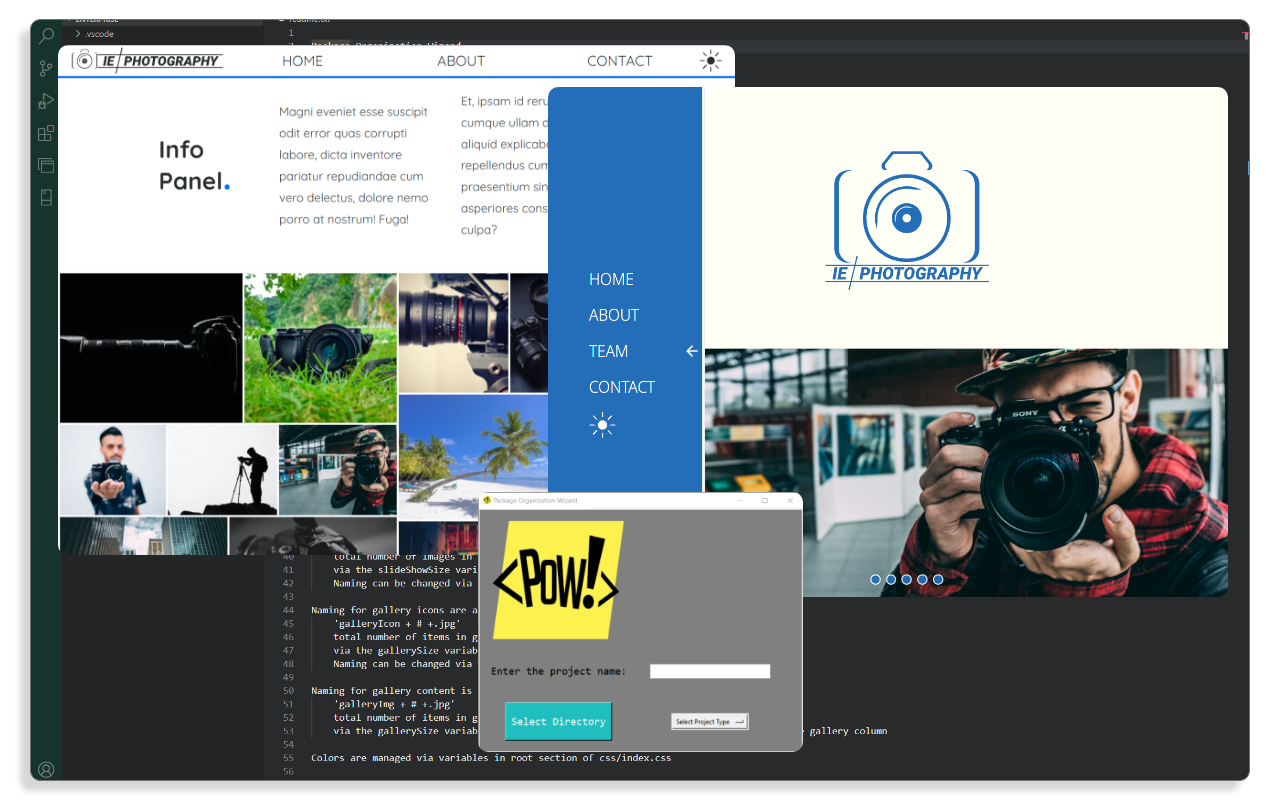 .vscode
readme.txt
1
2
Package Organization Wizard
IE PHOTOGRAPHY
HOME
ABOUT
CONTACT
Info
Panel.
Magni eveniet esse suscipit
odit error quas corrupti
labore, dicta inventore
pariatur repudiandae cum
vero delectus, dolore nemo
porro at nostrum! Fuga!
Et, ipsam id reru
cumque ullam
aliquid explicab
repellendus cum
praesentium sin
asperiores cons
culpa?
HOME
ABOUT
TEAM
CONTACT
IE PHOTOGRAPHY
SONY
Package Organization Wizard
<POW!>
Enter the project name:
Select Directory
Select Project Type
40 total number of images in
41 via the slideShowSize vari
42 Naming can be changed via
43
44 Naming for gallery icons are a
45 'galleryIcon + # +.jpg'
46 total number of items in g
47 via the gallerySize variab
48 Naming can be changed via
49
50 Naming for gallery content is
51 'galleryImg + # +.jpg'
52 total number of items in g
53 via the gallerySize variab gallery column
54
55 Colors are managed via variables in root section of css/index.css
56